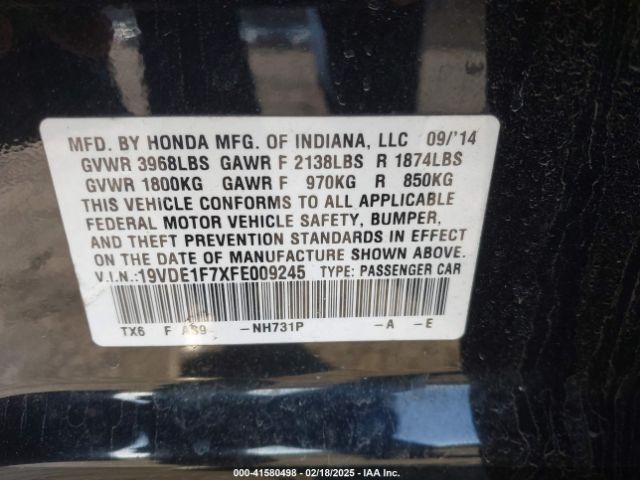 MFD. BY HONDA MFG. OF INDIANA, LLC 09/'14
GVWR 3968LBS GAWR F 2138LBS R 1874LBS
GVWR 1800KG GAWR F 970KG R 850KG
THIS VEHICLE CONFORMS TO ALL APPLICABLE
FEDERAL MOTOR VEHICLE SAFETY, BUMPER,
AND THEFT PREVENTION STANDARDS IN EFFECT
ON THE DATE OF MANUFACTURE SHOWN ABOVE.
V.I.N.: 19VDE1F7XFE009245 TYPE: PASSENGER CAR
TX6 F -NH731P -A -E
000-41580498 - 02/18/2025 - IAA Inc.